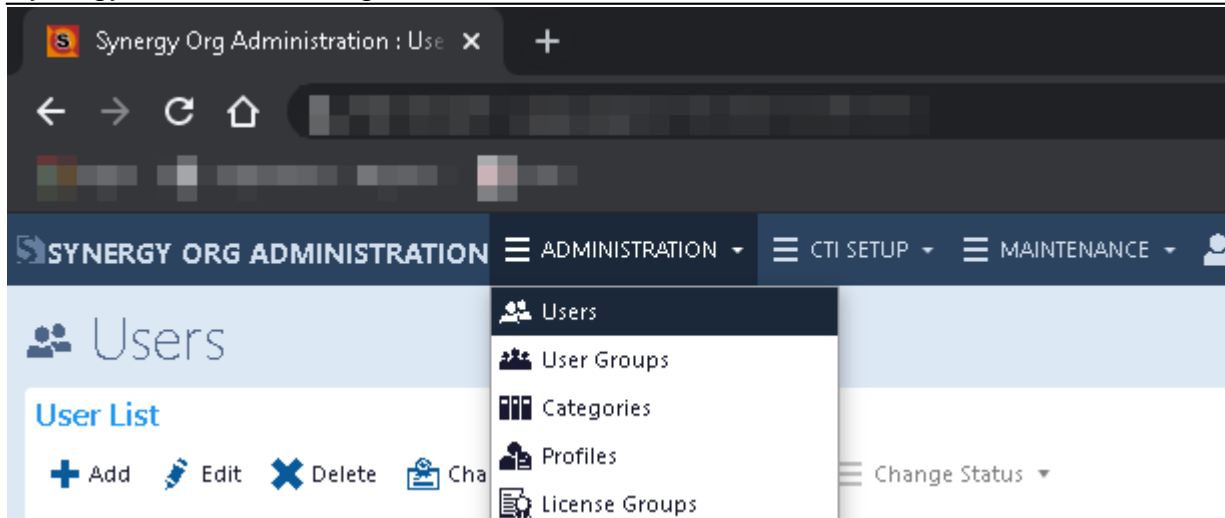 Synergy Org Administration : Use
SYNERGY ORG ADMINISTRATION ADMINISTRATION CTI SETUP MAINTENANCE
Users
Users
User Groups
User List
Categories
Profiles
Add Edit Delete Cha Change Status
License Groups